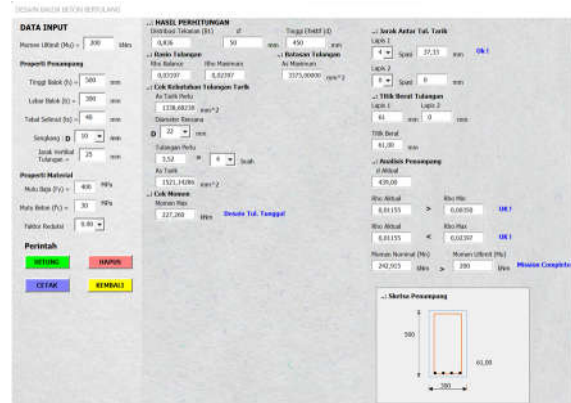 DESAIN BALOK BETON BERTULANG
DATA INPUT
Momen Ultimit (Mu) = 200 kNm
Properti Penampang
Tinggi Balok (h) = 500 mm
Lebar Balok (b) = 300 mm
Tebal Selimut (ts) = 40 mm
Sengkang : D 10 mm
Jarak Vertikal Tulangan = 25 mm
Properti Material
Mutu Baja (Fy) = 400 MPa
Mutu Beton (Fc) = 30 MPa
Faktor Reduksi 0.80
Perintah
HITUNG HAPUS
CETAK KEMBALI
..: HASIL PERHITUNGAN
Distribusi Tekanan (B1) d' Tinggi Efektif (d)
0,836 50 mm 450 mm
..: Rasio Tulangan ..: Batasan Tulangan
Rho Balance Rho Maximum As Maximum
0,03197 0,02397 mm^2
..: Cek Kebutuhan Tulangan Tarik
As Tarik Perlu
mm^2
Diameter Rencana
D 22 mm
Tulangan Perlu
3,52 = 4 buah
As Tarik
mm^2
..: Cek Momen
Momen Max
227,260 kNm Desain Tul. Tunggal
..: Jarak Antar Tul. Tarik
Lapis 1
4 Spasi 37,33 mm Ok !
Lapis 2
0 Spasi 0 mm
..: Titik Berat Tulangan
Lapis 1 Lapis 2
61 mm 0 mm
Titik Berat
61,00 mm
..: Analisis Penampang
d Aktual
439,00
Rho Aktual Rho Min
0,01155 > 0,00350 OK !
Rho Aktual Rho Max
0,01155 < 0,02397 OK !
Momen Nominal (Mn) Momen Ultimit (Mu)
242,915 kNm > 200 kNm Mission Complete
..: Sketsa Penampang
500
61,00
300